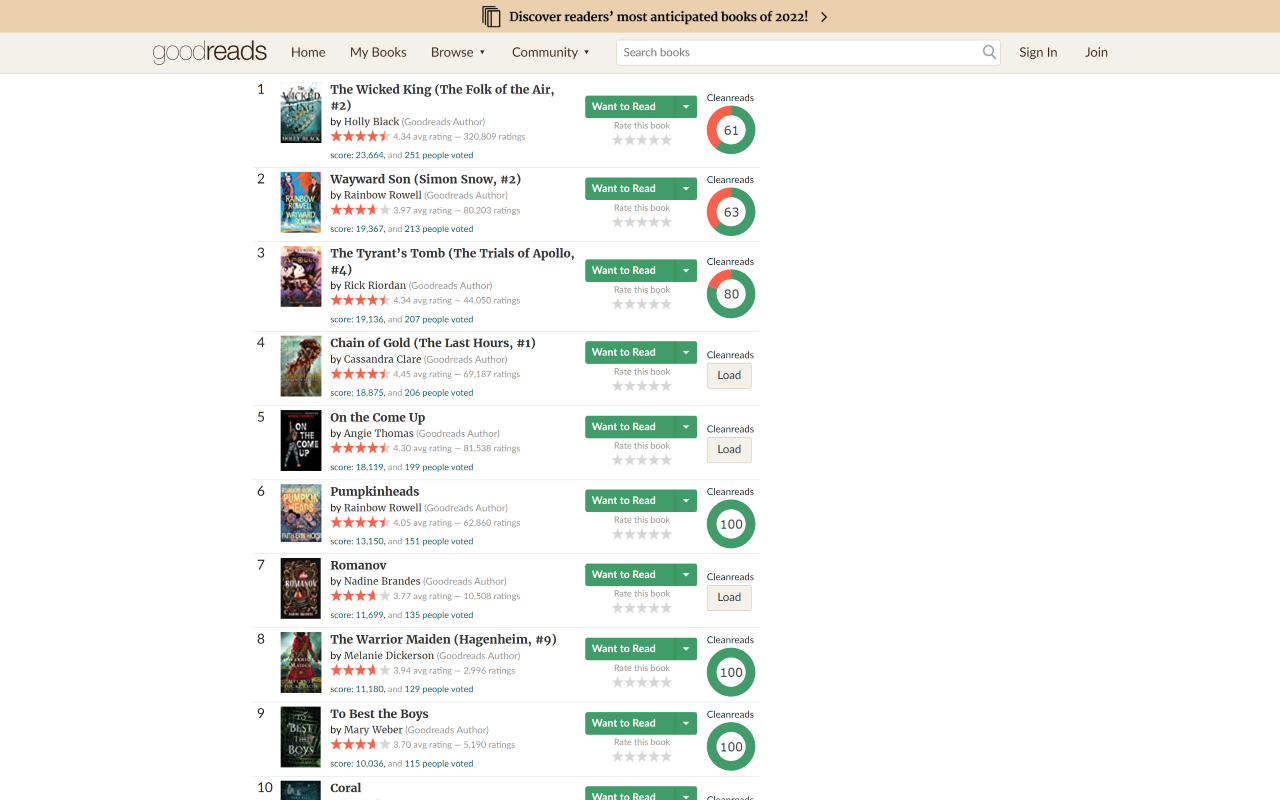 Discover readers’ most anticipated books of 2022!
goodreads
Home
My Books
Browse ▾
Community ▾
Search books
Sign In
Join
1
The Wicked King (The Folk of the Air,
#2)
by Holly Black (Goodreads Author)
4.34 avg rating — 320,809 ratings
score: 23,664, and 251 people voted
Want to Read
Rate this book
Cleanreads
61
2
Wayward Son (Simon Snow, #2)
by Rainbow Rowell (Goodreads Author)
3.97 avg rating — 80,203 ratings
score: 19,367, and 213 people voted
Want to Read
Rate this book
Cleanreads
63
3
The Tyrant’s Tomb (The Trials of Apollo,
#4)
by Rick Riordan (Goodreads Author)
4.34 avg rating — 44,050 ratings
score: 19,136, and 207 people voted
Want to Read
Rate this book
Cleanreads
80
4
Chain of Gold (The Last Hours, #1)
by Cassandra Clare (Goodreads Author)
4.45 avg rating — 69,187 ratings
score: 18,875, and 206 people voted
Want to Read
Rate this book
Cleanreads
Load
5
ON
THE
COME
UP
On the Come Up
by Angie Thomas (Goodreads Author)
4.30 avg rating — 81,538 ratings
score: 18,119, and 199 people voted
Want to Read
Rate this book
Cleanreads
Load
6
Pumpkinheads
by Rainbow Rowell (Goodreads Author)
4.05 avg rating — 62,860 ratings
score: 13,150, and 151 people voted
Want to Read
Rate this book
Cleanreads
100
7
ROMANOV
Romanov
by Nadine Brandes (Goodreads Author)
3.77 avg rating — 10,508 ratings
score: 11,699, and 135 people voted
Want to Read
Rate this book
Cleanreads
Load
8
The Warrior Maiden (Hagenheim, #9)
by Melanie Dickerson (Goodreads Author)
3.94 avg rating — 2,996 ratings
score: 11,180, and 129 people voted
Want to Read
Rate this book
Cleanreads
100
9
TO
BEST
THE
BOYS
To Best the Boys
by Mary Weber (Goodreads Author)
3.70 avg rating — 5,190 ratings
score: 10,036, and 115 people voted
Want to Read
Rate this book
Cleanreads
100
10
Coral
Want to Read
Cleanreads